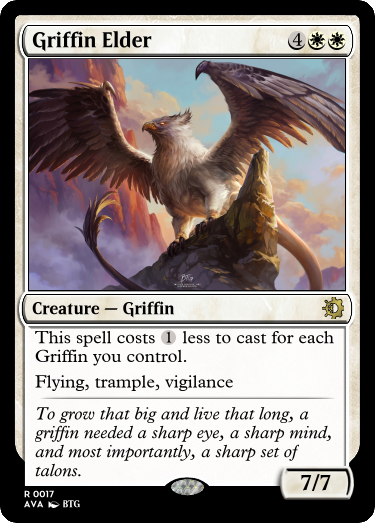 Griffin Elder 4
Creature — Griffin
This spell costs 1 less to cast for each
Griffin you control.
Flying, trample, vigilance
To grow that big and live that long, a
griffin needed a sharp eye, a sharp mind,
and most importantly, a sharp set of
talons.
7/7
R 0017
AVA BTG